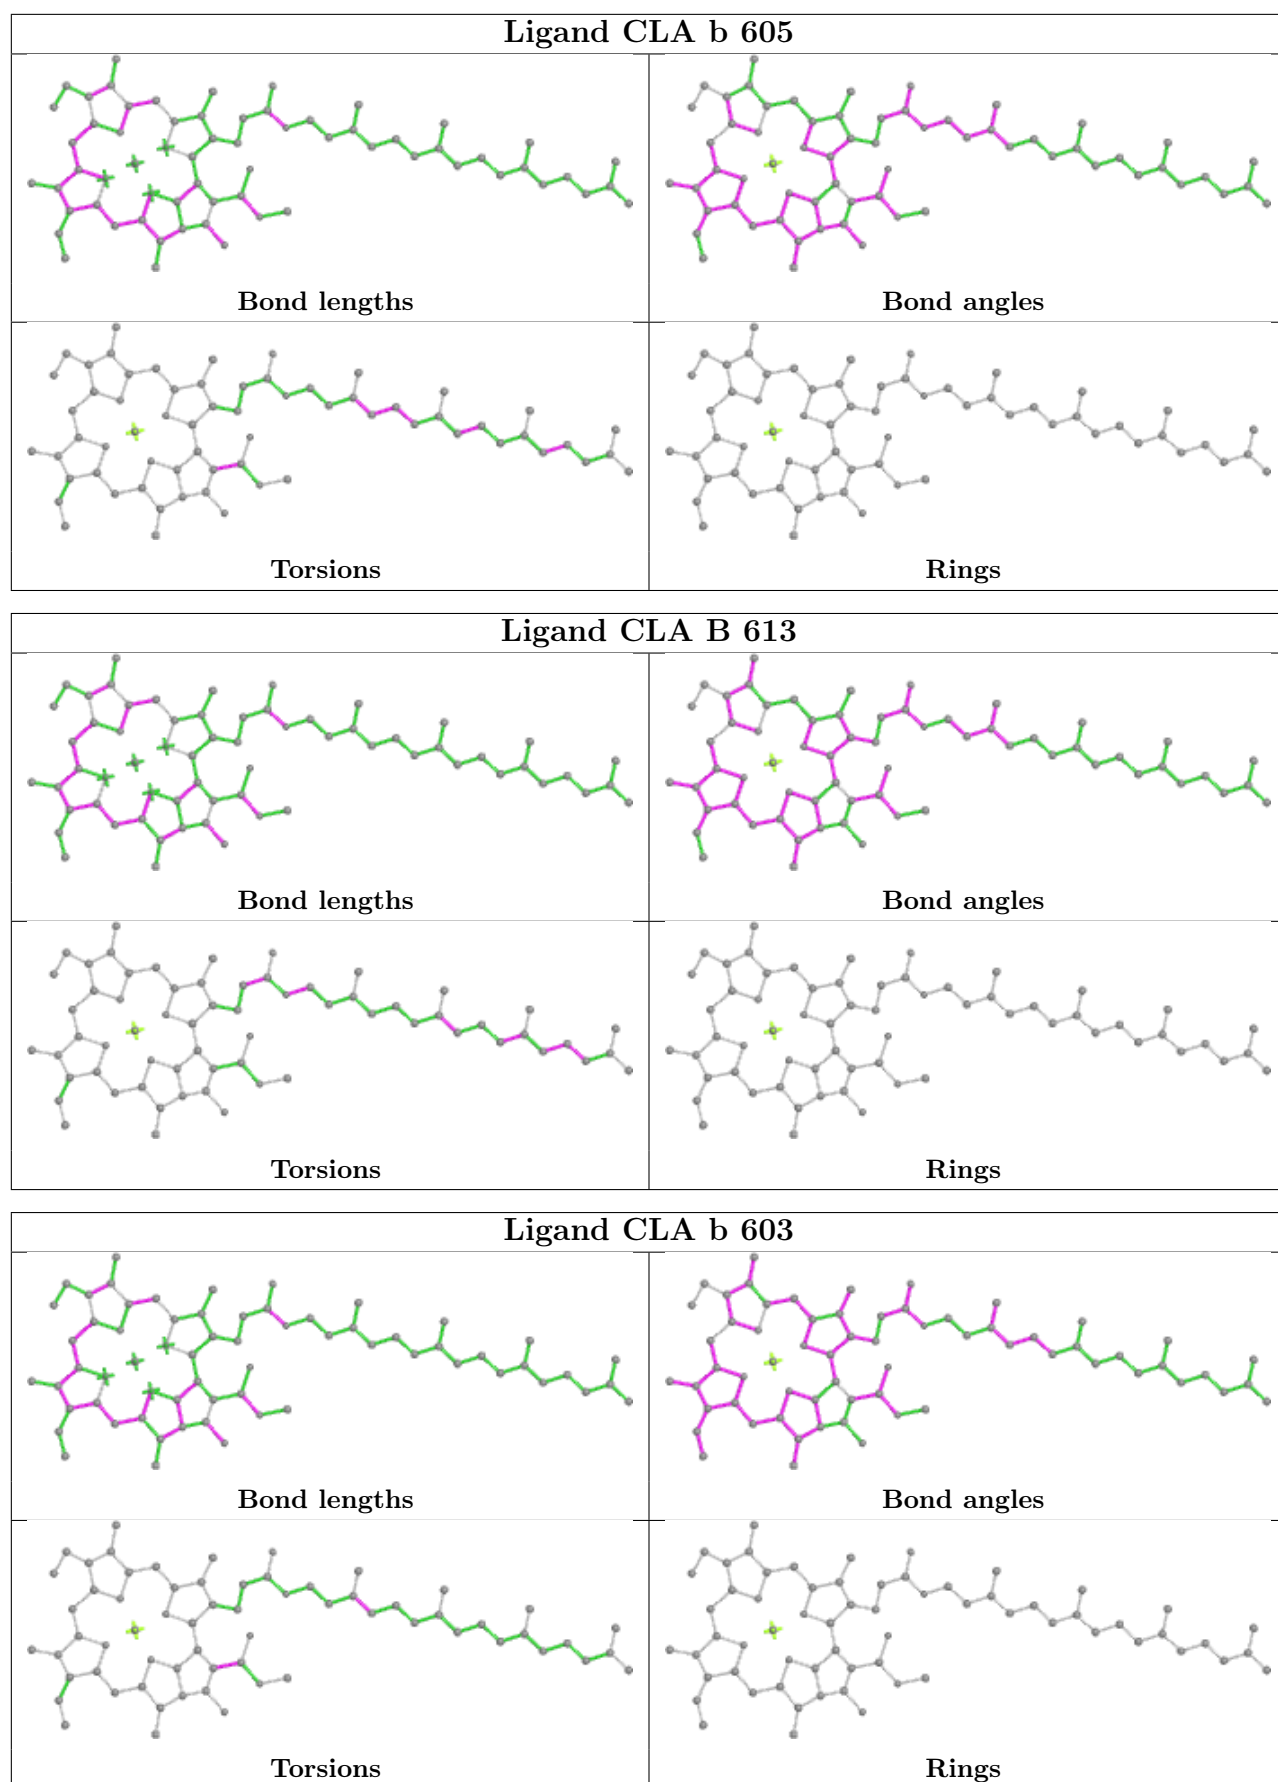 Ligand CLA b 605
Bond lengths
Bond angles
Torsions
Rings
Ligand CLA B 613
Bond lengths
Bond angles
Torsions
Rings
Ligand CLA b 603
Bond lengths
Bond angles
Torsions
Rings